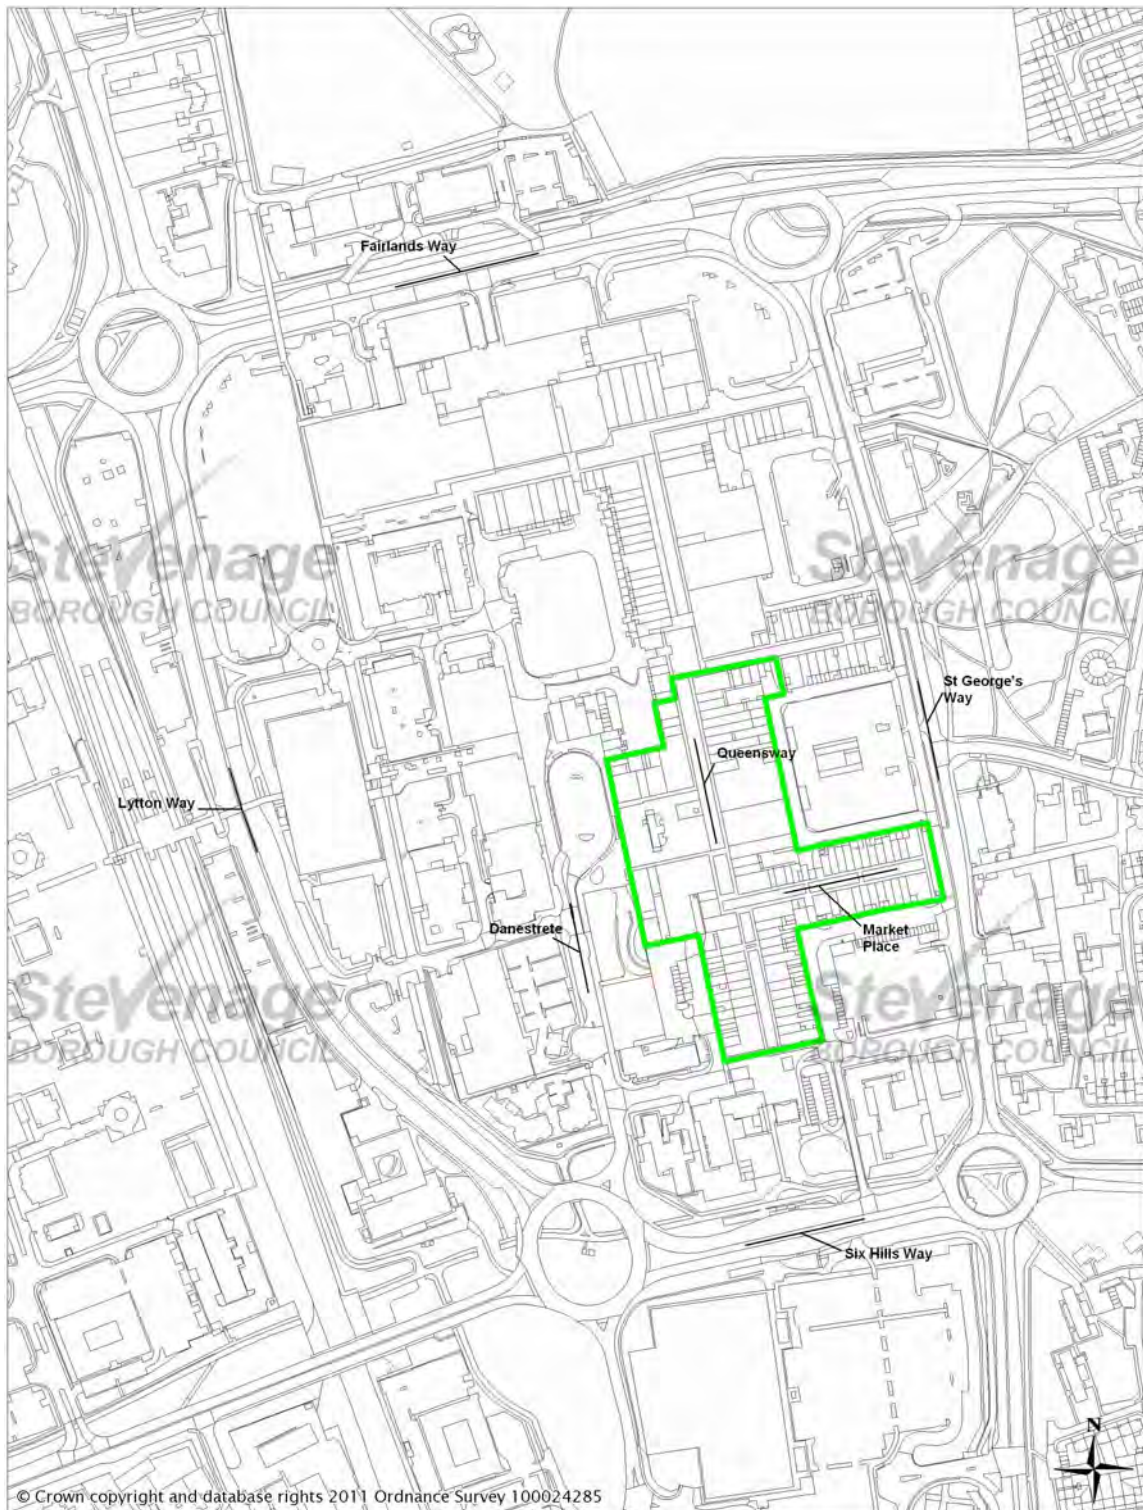 Fairlands Way
Stevenage
BOROUGH COUNCIL
Stevenage
BOROUGH COUNCIL
St George's
Way
Queensway
Lytton Way
Danestrete
Market
Place
Stevenage
BOROUGH COUNCIL
Stevenage
BOROUGH COUNCIL
Six Hills Way
N
© Crown copyright and database rights 2011 Ordnance Survey 100024285